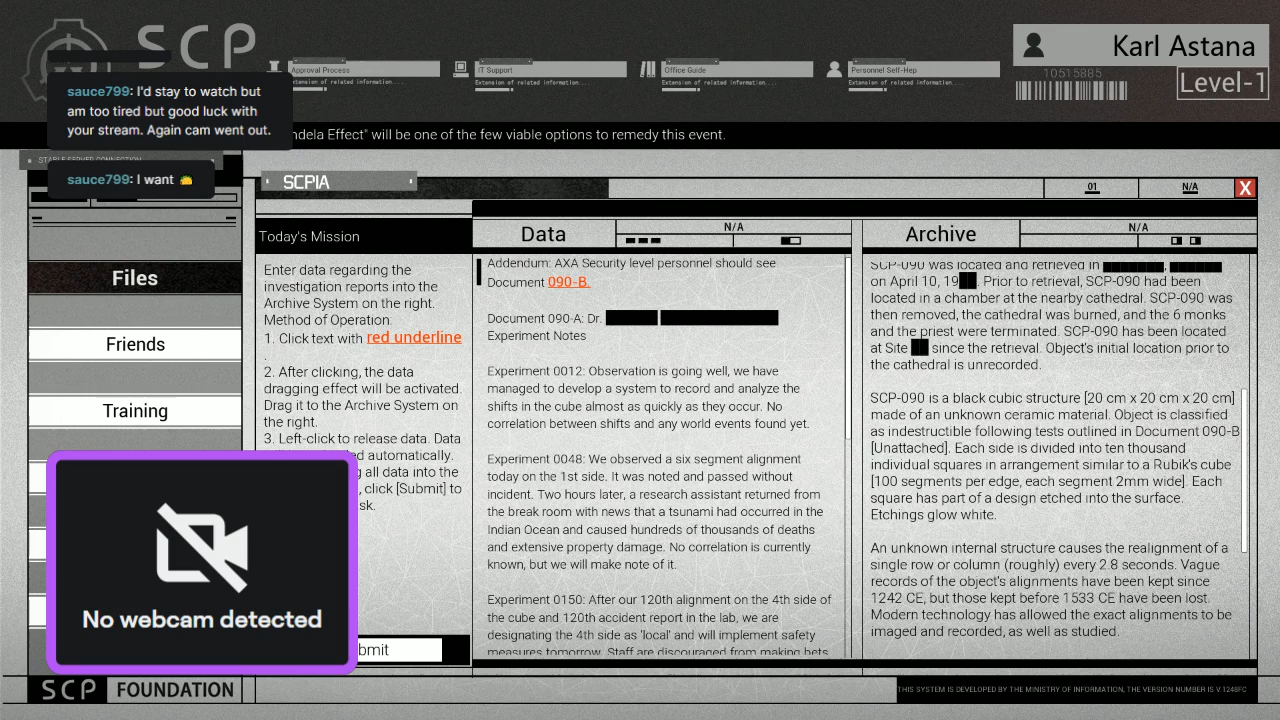 SCP
Approval Process
Extension of related information....
IT Support
Extension of related information....
Office Guide
Extension of related information....
Personnel Self-Hep
Extension of related information....
Karl Astana
10515885
Level-1
sauce799: I'd stay to watch but
am too tired but good luck with
your stream. Again cam went out.
ndela Effect" will be one of the few viable options to remedy this event.
sauce799: I want 🌮
SCPIA
01
N/A
X
Files
Friends
Training
Today's Mission
Enter data regarding the
investigation reports into the
Archive System on the right.
Method of Operation
1. Click text with red underline
.
2. After clicking, the data
dragging effect will be activated.
Drag it to the Archive System on
the right.
3. Left-click to release data. Data
d automatically.
g all data into the
, click [Submit] to
sk.
bmit
Data
N/A
Addendum: AXA Security level personnel should see
Document 090-B.
Document 090-A: Dr.
Experiment Notes
Experiment 0012: Observation is going well, we have
managed to develop a system to record and analyze the
shifts in the cube almost as quickly as they occur. No
correlation between shifts and any world events found yet.
Experiment 0048: We observed a six segment alignment
today on the 1st side. It was noted and passed without
incident. Two hours later, a research assistant returned from
the break room with news that a tsunami had occurred in the
Indian Ocean and caused hundreds of thousands of deaths
and extensive property damage. No correlation is currently
known, but we will make note of it.
Experiment 0150: After our 120th alignment on the 4th side of
the cube and 120th accident report in the lab, we are
designating the 4th side as 'local' and will implement safety
measures tomorrow. Staff are discouraged from making bets
Archive
N/A
SCP-090 was located and retrieved in
on April 10, 19██. Prior to retrieval, SCP-090 had been
located in a chamber at the nearby cathedral. SCP-090 was
then removed, the cathedral was burned, and the 6 monks
and the priest were terminated. SCP-090 has been located
at Site ██ since the retrieval. Object's initial location prior to
the cathedral is unrecorded.
SCP-090 is a black cubic structure [20 cm x 20 cm x 20 cm]
made of an unknown ceramic material. Object is classified
as indestructible following tests outlined in Document 090-B
[Unattached]. Each side is divided into ten thousand
individual squares in arrangement similar to a Rubik's cube
[100 segments per edge, each segment 2mm wide]. Each
square has part of a design etched into the surface.
Etchings glow white.
An unknown internal structure causes the realignment of a
single row or column (roughly) every 2.8 seconds. Vague
records of the object's alignments have been kept since
1242 CE, but those kept before 1533 CE have been lost.
Modern technology has allowed the exact alignments to be
imaged and recorded, as well as studied.
No webcam detected
SCP FOUNDATION
THIS SYSTEM IS DEVELOPED BY THE MINISTRY OF INFORMATION, THE VERSION NUMBER IS V.1248FC